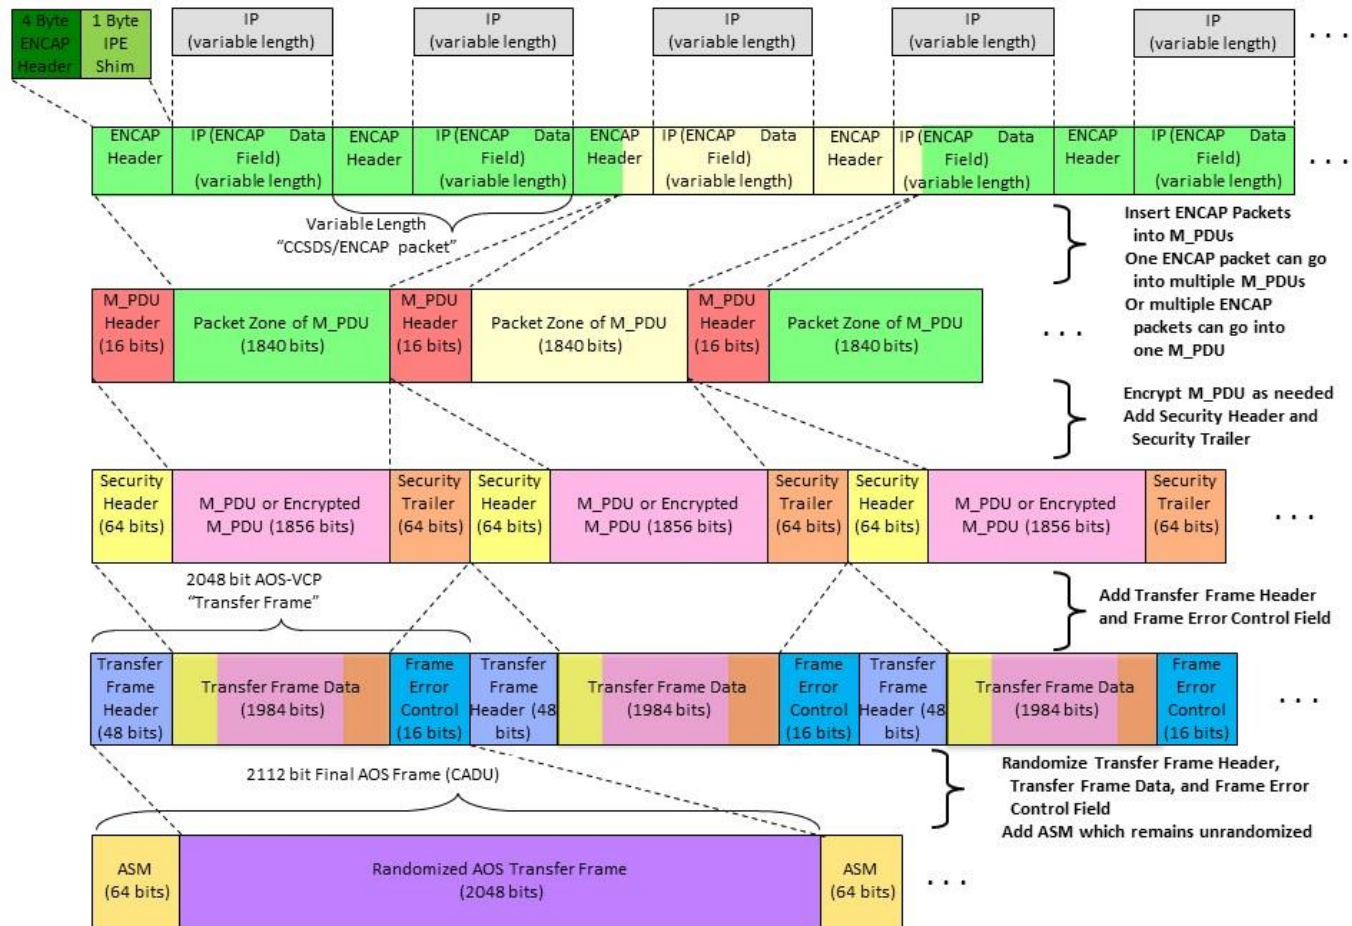 4 Byte
ENCAP
Header
1 Byte
IPE
Shim
IP
(variable length)
IP
(variable length)
IP
(variable length)
IP
(variable length)
IP
(variable length)
. . .
ENCAP
Header
IP (ENCAP Data
Field)
(variable length)
ENCAP
Header
IP (ENCAP Data
Field)
(variable length)
ENCAP
Header
IP (ENCAP Data
Field)
(variable length)
ENCAP
Header
IP (ENCAP Data
Field)
(variable length)
ENCAP
Header
IP (ENCAP Data
Field)
(variable length)
. . .
Variable Length
“CCSDS/ENCAP packet”
Insert ENCAP Packets
into M_PDUs
One ENCAP packet can go
into multiple M_PDUs
Or multiple ENCAP
packets can go into
one M_PDU
M_PDU
Header
(16 bits)
Packet Zone of M_PDU
(1840 bits)
M_PDU
Header
(16 bits)
Packet Zone of M_PDU
(1840 bits)
M_PDU
Header
(16 bits)
Packet Zone of M_PDU
(1840 bits)
. . .
Encrypt M_PDU as needed
Add Security Header and
Security Trailer
Security
Header
(64 bits)
M_PDU or Encrypted
M_PDU (1856 bits)
Security
Trailer
(64 bits)
Security
Header
(64 bits)
M_PDU or Encrypted
M_PDU (1856 bits)
Security
Trailer
(64 bits)
Security
Header
(64 bits)
M_PDU or Encrypted
M_PDU (1856 bits)
Security
Trailer
(64 bits)
. . .
2048 bit AOS-VCP
“Transfer Frame”
Add Transfer Frame Header
and Frame Error Control Field
Transfer
Frame
Header
(48 bits)
Transfer Frame Data
(1984 bits)
Frame
Error
Control
(16 bits)
Transfer
Frame
Header (48
bits)
Transfer Frame Data
(1984 bits)
Frame
Error
Control
(16 bits)
Transfer
Frame
Header (48
bits)
Transfer Frame Data
(1984 bits)
Frame
Error
Control
(16 bits)
. . .
2112 bit Final AOS Frame (CADU)
Randomize Transfer Frame Header,
Transfer Frame Data, and Frame Error
Control Field
Add ASM which remains unrandomized
ASM
(64 bits)
Randomized AOS Transfer Frame
(2048 bits)
ASM
(64 bits)
. . .